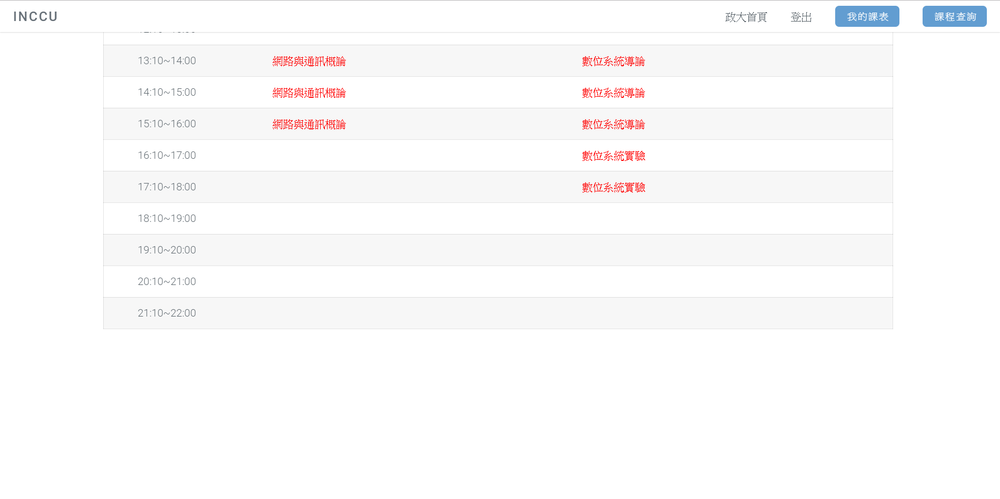 INCCU 政大首頁 登出 我的課表 課程查詢
13:10~14:00 網路與通訊概論 數位系統導論
14:10~15:00 網路與通訊概論 數位系統導論
15:10~16:00 網路與通訊概論 數位系統導論
16:10~17:00 數位系統實驗
17:10~18:00 數位系統實驗
18:10~19:00
19:10~20:00
20:10~21:00
21:10~22:00